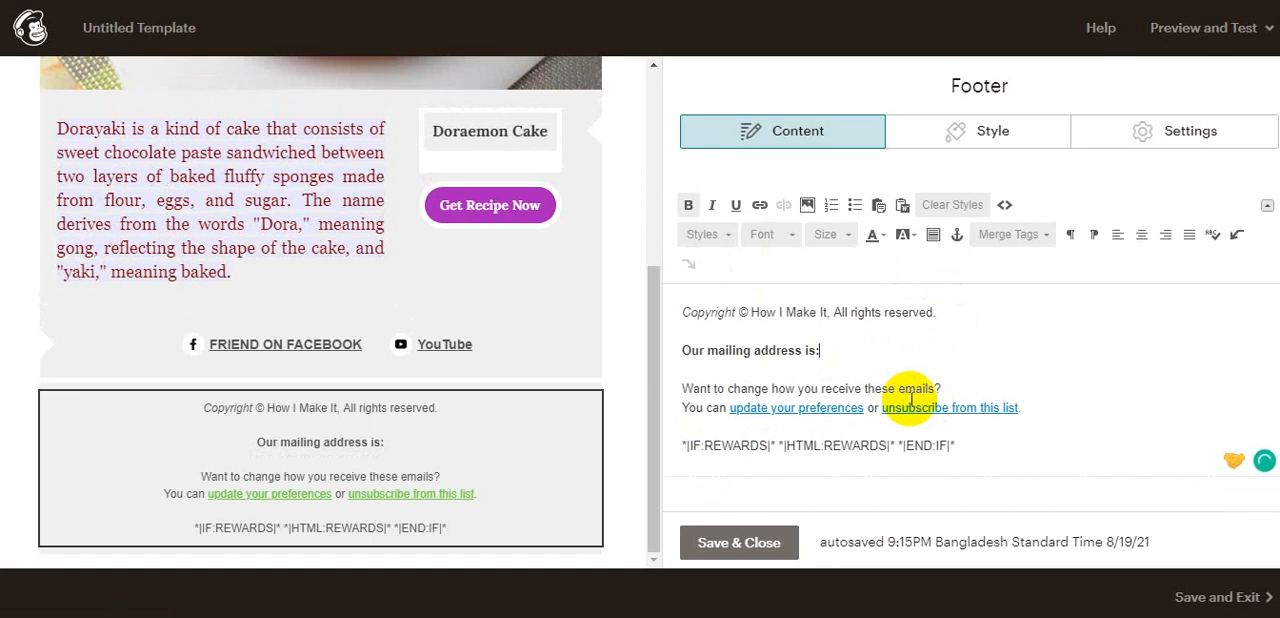 Untitled Template
Help
Preview and Test
Dorayaki is a kind of cake that consists of
sweet chocolate paste sandwiched between
two layers of baked fluffy sponges made
from flour, eggs, and sugar. The name
derives from the words "Dora," meaning
gong, reflecting the shape of the cake, and
"yaki," meaning baked.
Doraemon Cake
Get Recipe Now
FRIEND ON FACEBOOK
YouTube
Copyright © How I Make It, All rights reserved.
Our mailing address is:
Want to change how you receive these emails?
You can update your preferences or unsubscribe from this list.
*|IF:REWARDS|* *|HTML:REWARDS|* *|END:IF|*
Footer
Content
Style
Settings
B I U
Clear Styles
Styles
Font
Size
A
A
Merge Tags
Copyright © How I Make It, All rights reserved.
Our mailing address is:
Want to change how you receive these emails?
You can update your preferences or unsubscribe from this list.
*|IF:REWARDS|* *|HTML:REWARDS|* *|END:IF|*
Save & Close
autosaved 9:15PM Bangladesh Standard Time 8/19/21
Save and Exit